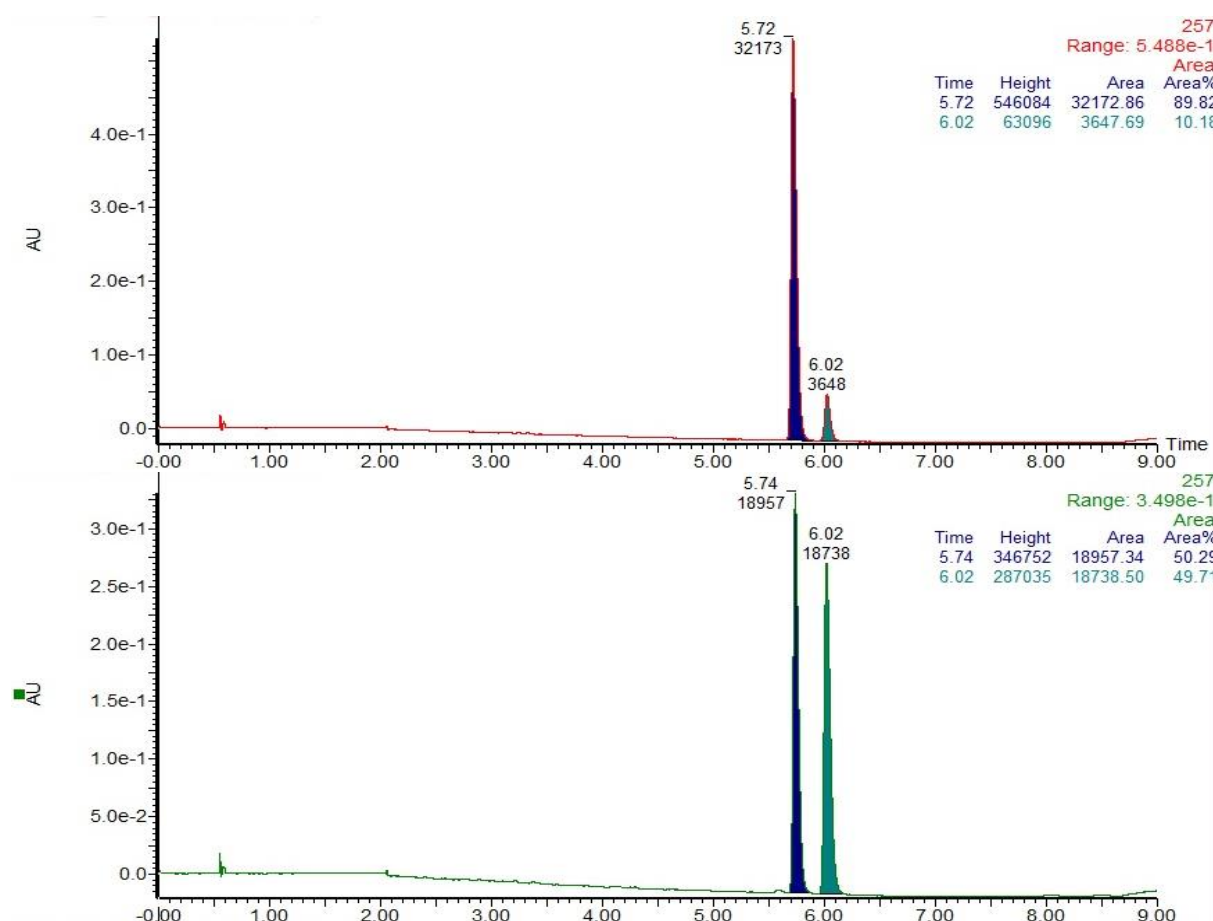 257
Range: 5.488e-1
Area
Time Height Area Area%
5.72 546084 32172.86 89.82
6.02 63096 3647.69 10.18
5.72
32173
6.02
3648
AU
4.0e-1
3.0e-1
2.0e-1
1.0e-1
0.0
-0.00 1.00 2.00 3.00 4.00 5.00 6.00 7.00 8.00 9.00
Time
257
Range: 3.498e-1
Area
Time Height Area Area%
5.74 346752 18957.34 50.29
6.02 287035 18738.50 49.71
5.74
18957
6.02
18738
AU
3.0e-1
2.5e-1
2.0e-1
1.5e-1
1.0e-1
5.0e-2
0.0
-0.00 1.00 2.00 3.00 4.00 5.00 6.00 7.00 8.00 9.00